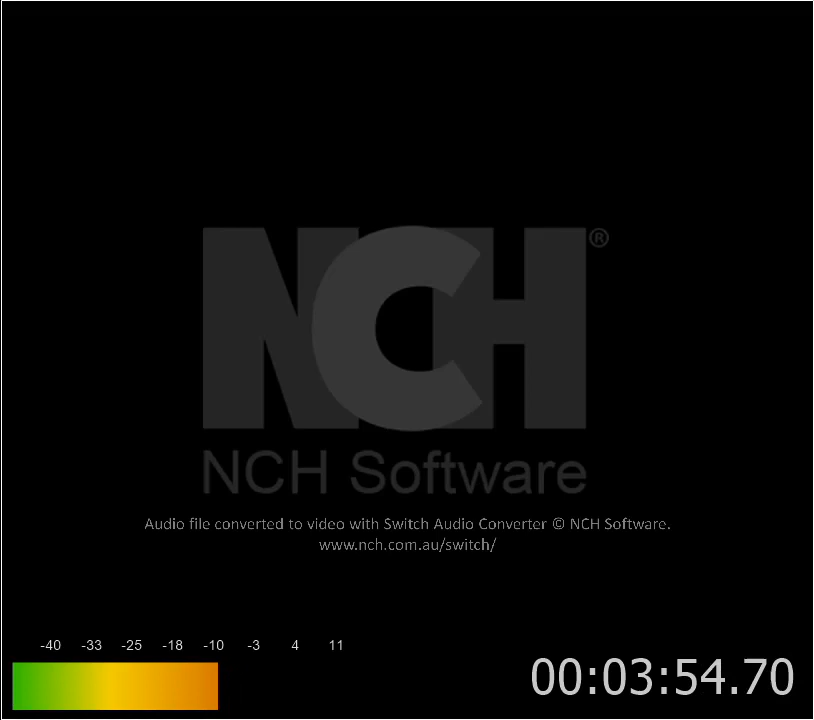 NCH®
NCH Software
Audio file converted to video with Switch Audio Converter © NCH Software.
www.nch.com.au/switch/
-40 -33 -25 -18 -10 -3 4 11
00:03:54.70